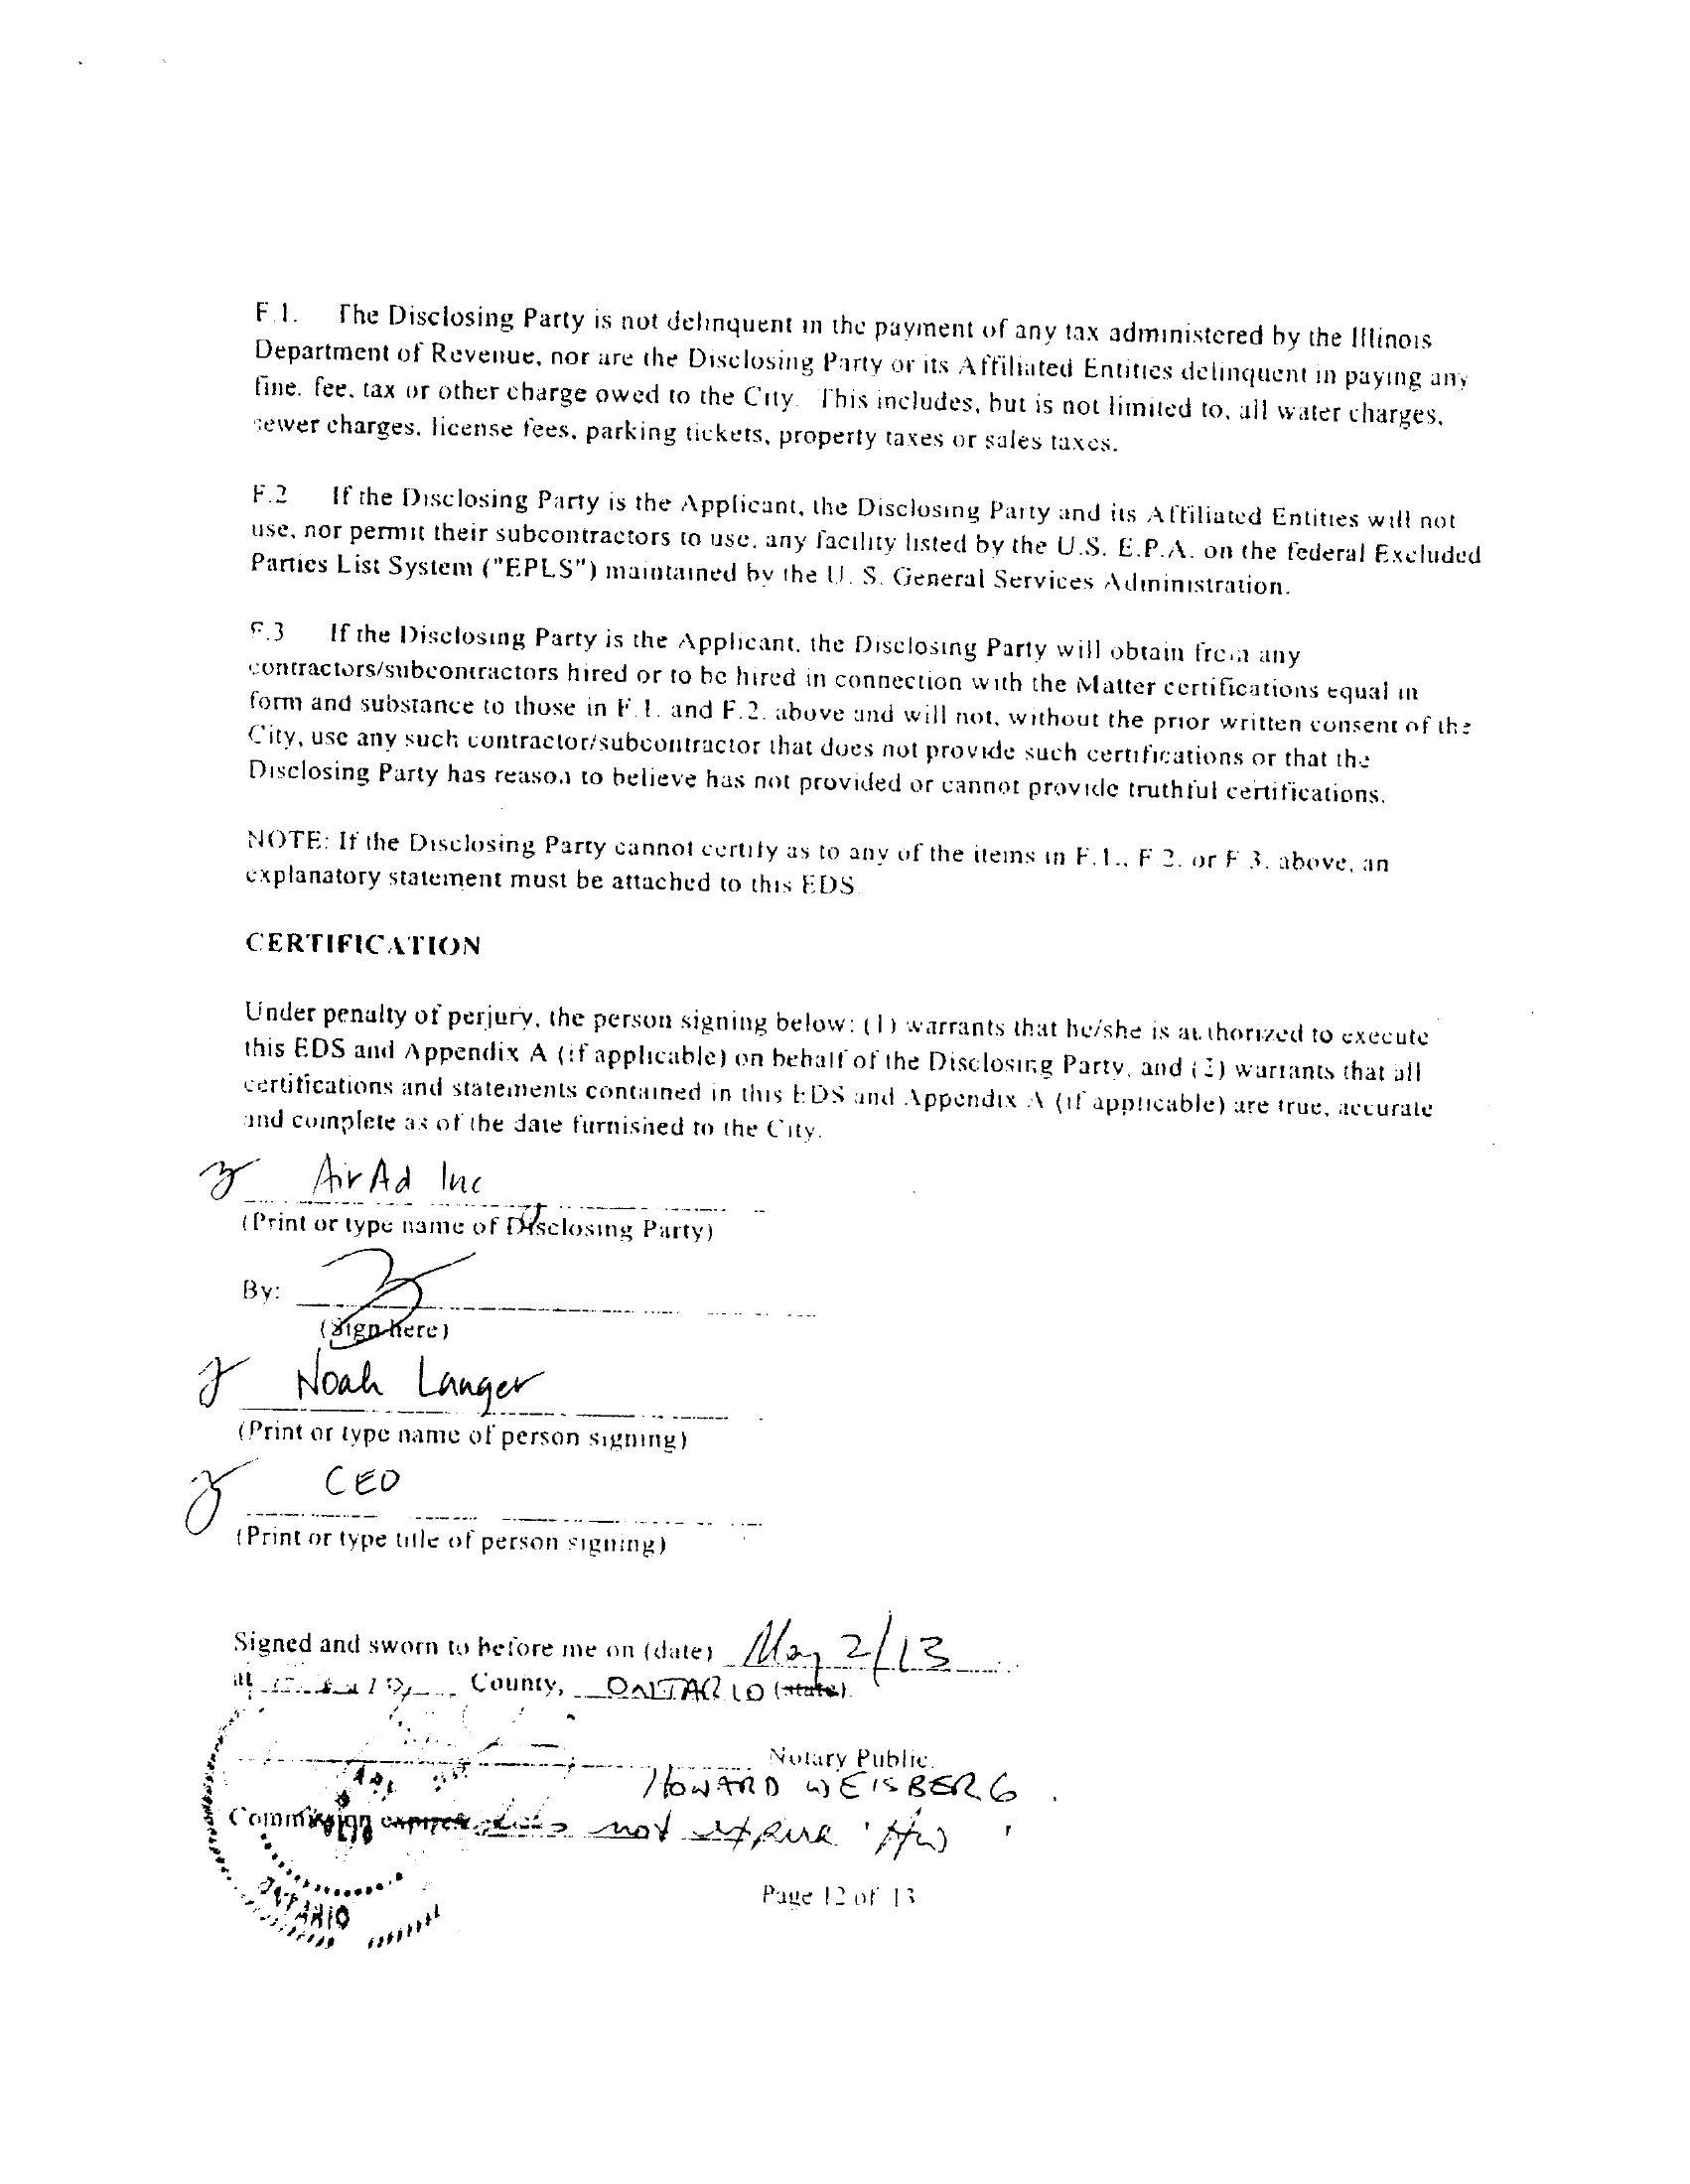 F.1. The Disclosing Party is not delinquent in the payment of any tax administered by the Illinois
Department of Revenue, nor are the Disclosing Party or its Affiliated Entities delinquent in paying any
fine, fee, tax or other charge owed to the City. This includes, but is not limited to, all water charges,
sewer charges, license fees, parking tickets, property taxes or sales taxes.
F.2 If the Disclosing Party is the Applicant, the Disclosing Party and its Affiliated Entities will not
use, nor permit their subcontractors to use, any facility listed by the U.S. E.P.A. on the federal Excluded
Parties List System ("EPLS") maintained by the U. S. General Services Administration.
F.3 If the Disclosing Party is the Applicant, the Disclosing Party will obtain from any
contractors/subcontractors hired or to be hired in connection with the Matter certifications equal in
form and substance to those in F.1. and F.2. above and will not, without the prior written consent of the
City, use any such contractor/subcontractor that does not provide such certifications or that the
Disclosing Party has reason to believe has not provided or cannot provide truthful certifications.
NOTE: If the Disclosing Party cannot certify as to any of the items in F.1., F.2. or F.3. above, an
explanatory statement must be attached to this EDS.
CERTIFICATION
Under penalty of perjury, the person signing below: (1) warrants that he/she is authorized to execute
this EDS and Appendix A (if applicable) on behalf of the Disclosing Party, and (2) warrants that all
certifications and statements contained in this EDS and Appendix A (if applicable) are true, accurate
and complete as of the date furnished to the City.
AirAd Inc
(Print or type name of Disclosing Party)
By:
(Sign here)
Noah Langer
(Print or type name of person signing)
CEO
(Print or type title of person signing)
Signed and sworn to before me on (date) May 2/13
at County, ONTARIO (state).
Notary Public.
HOWARD WEISBERG.
Commission expires does not expire 'HW'
ONTARIO
Page 12 of 13